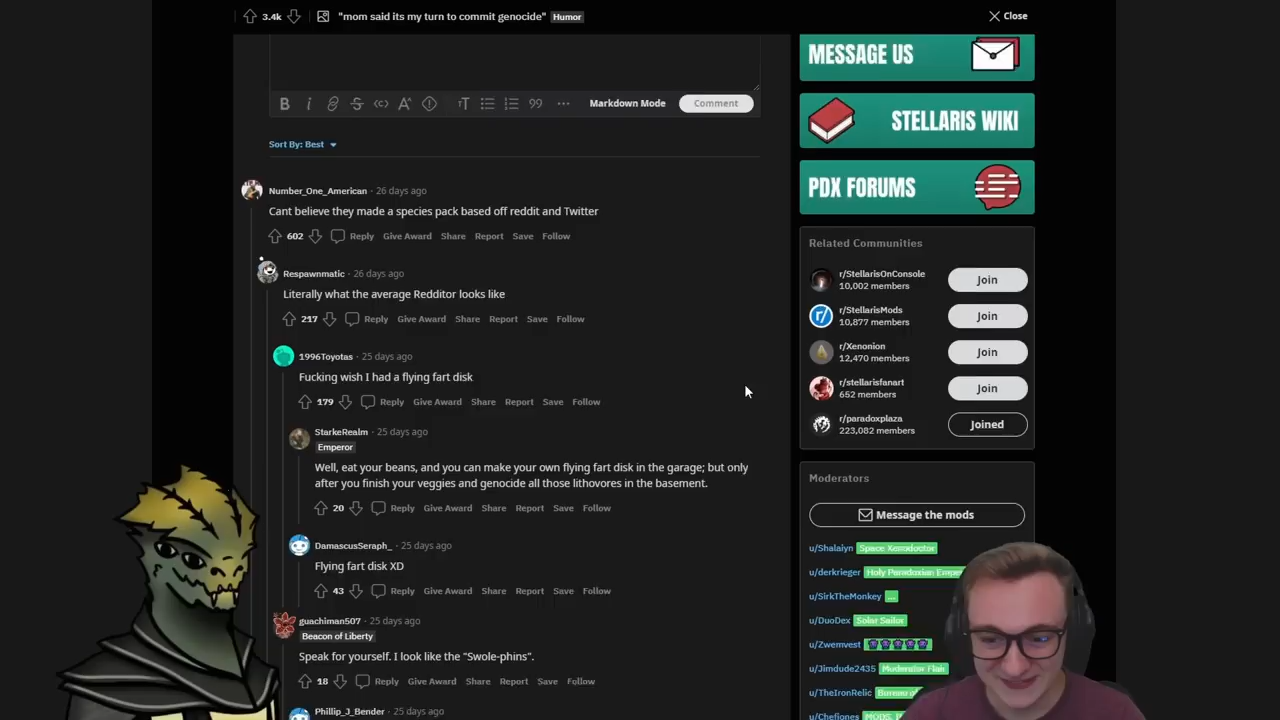 3.4k "mom said its my turn to commit genocide" Humor Close
MESSAGE US
B i 99 ... Markdown Mode Comment
STELLARIS WIKI
Sort By: Best
PDX FORUMS
Number_One_American · 26 days ago
Cant believe they made a species pack based off reddit and Twitter
602 Reply Give Award Share Report Save Follow
Respawnmatic · 26 days ago
Literally what the average Redditor looks like
217 Reply Give Award Share Report Save Follow
1996Toyotas · 25 days ago
Fucking wish I had a flying fart disk
179 Reply Give Award Share Report Save Follow
StarkeRealm · 25 days ago
Emperor
Well, eat your beans, and you can make your own flying fart disk in the garage; but only
after you finish your veggies and genocide all those lithovores in the basement.
20 Reply Give Award Share Report Save Follow
DamascusSeraph_ · 25 days ago
Flying fart disk XD
43 Reply Give Award Share Report Save Follow
guachiman507 · 25 days ago
Beacon of Liberty
Speak for yourself. I look like the "Swole-phins".
18 Reply Give Award Share Report Save Follow
Phillip_J_Bender · 25 days ago
Related Communities
r/StellarisOnConsole
10,002 members
Join
r/StellarisMods
10,877 members
Join
r/Xenonion
12,470 members
Join
r/stellarisfanart
652 members
Join
r/paradoxplaza
223,082 members
Joined
Moderators
Message the mods
u/Shalaiyn Space Xenodoctor
u/derkrieger Holy Paradoxian
u/SirkTheMonkey ...
u/DuoDex Solar Sailor
u/Zwemvest
u/Jimdude2435 Moderator Flair
u/TheIronRelic
u/Chefjones MODS,